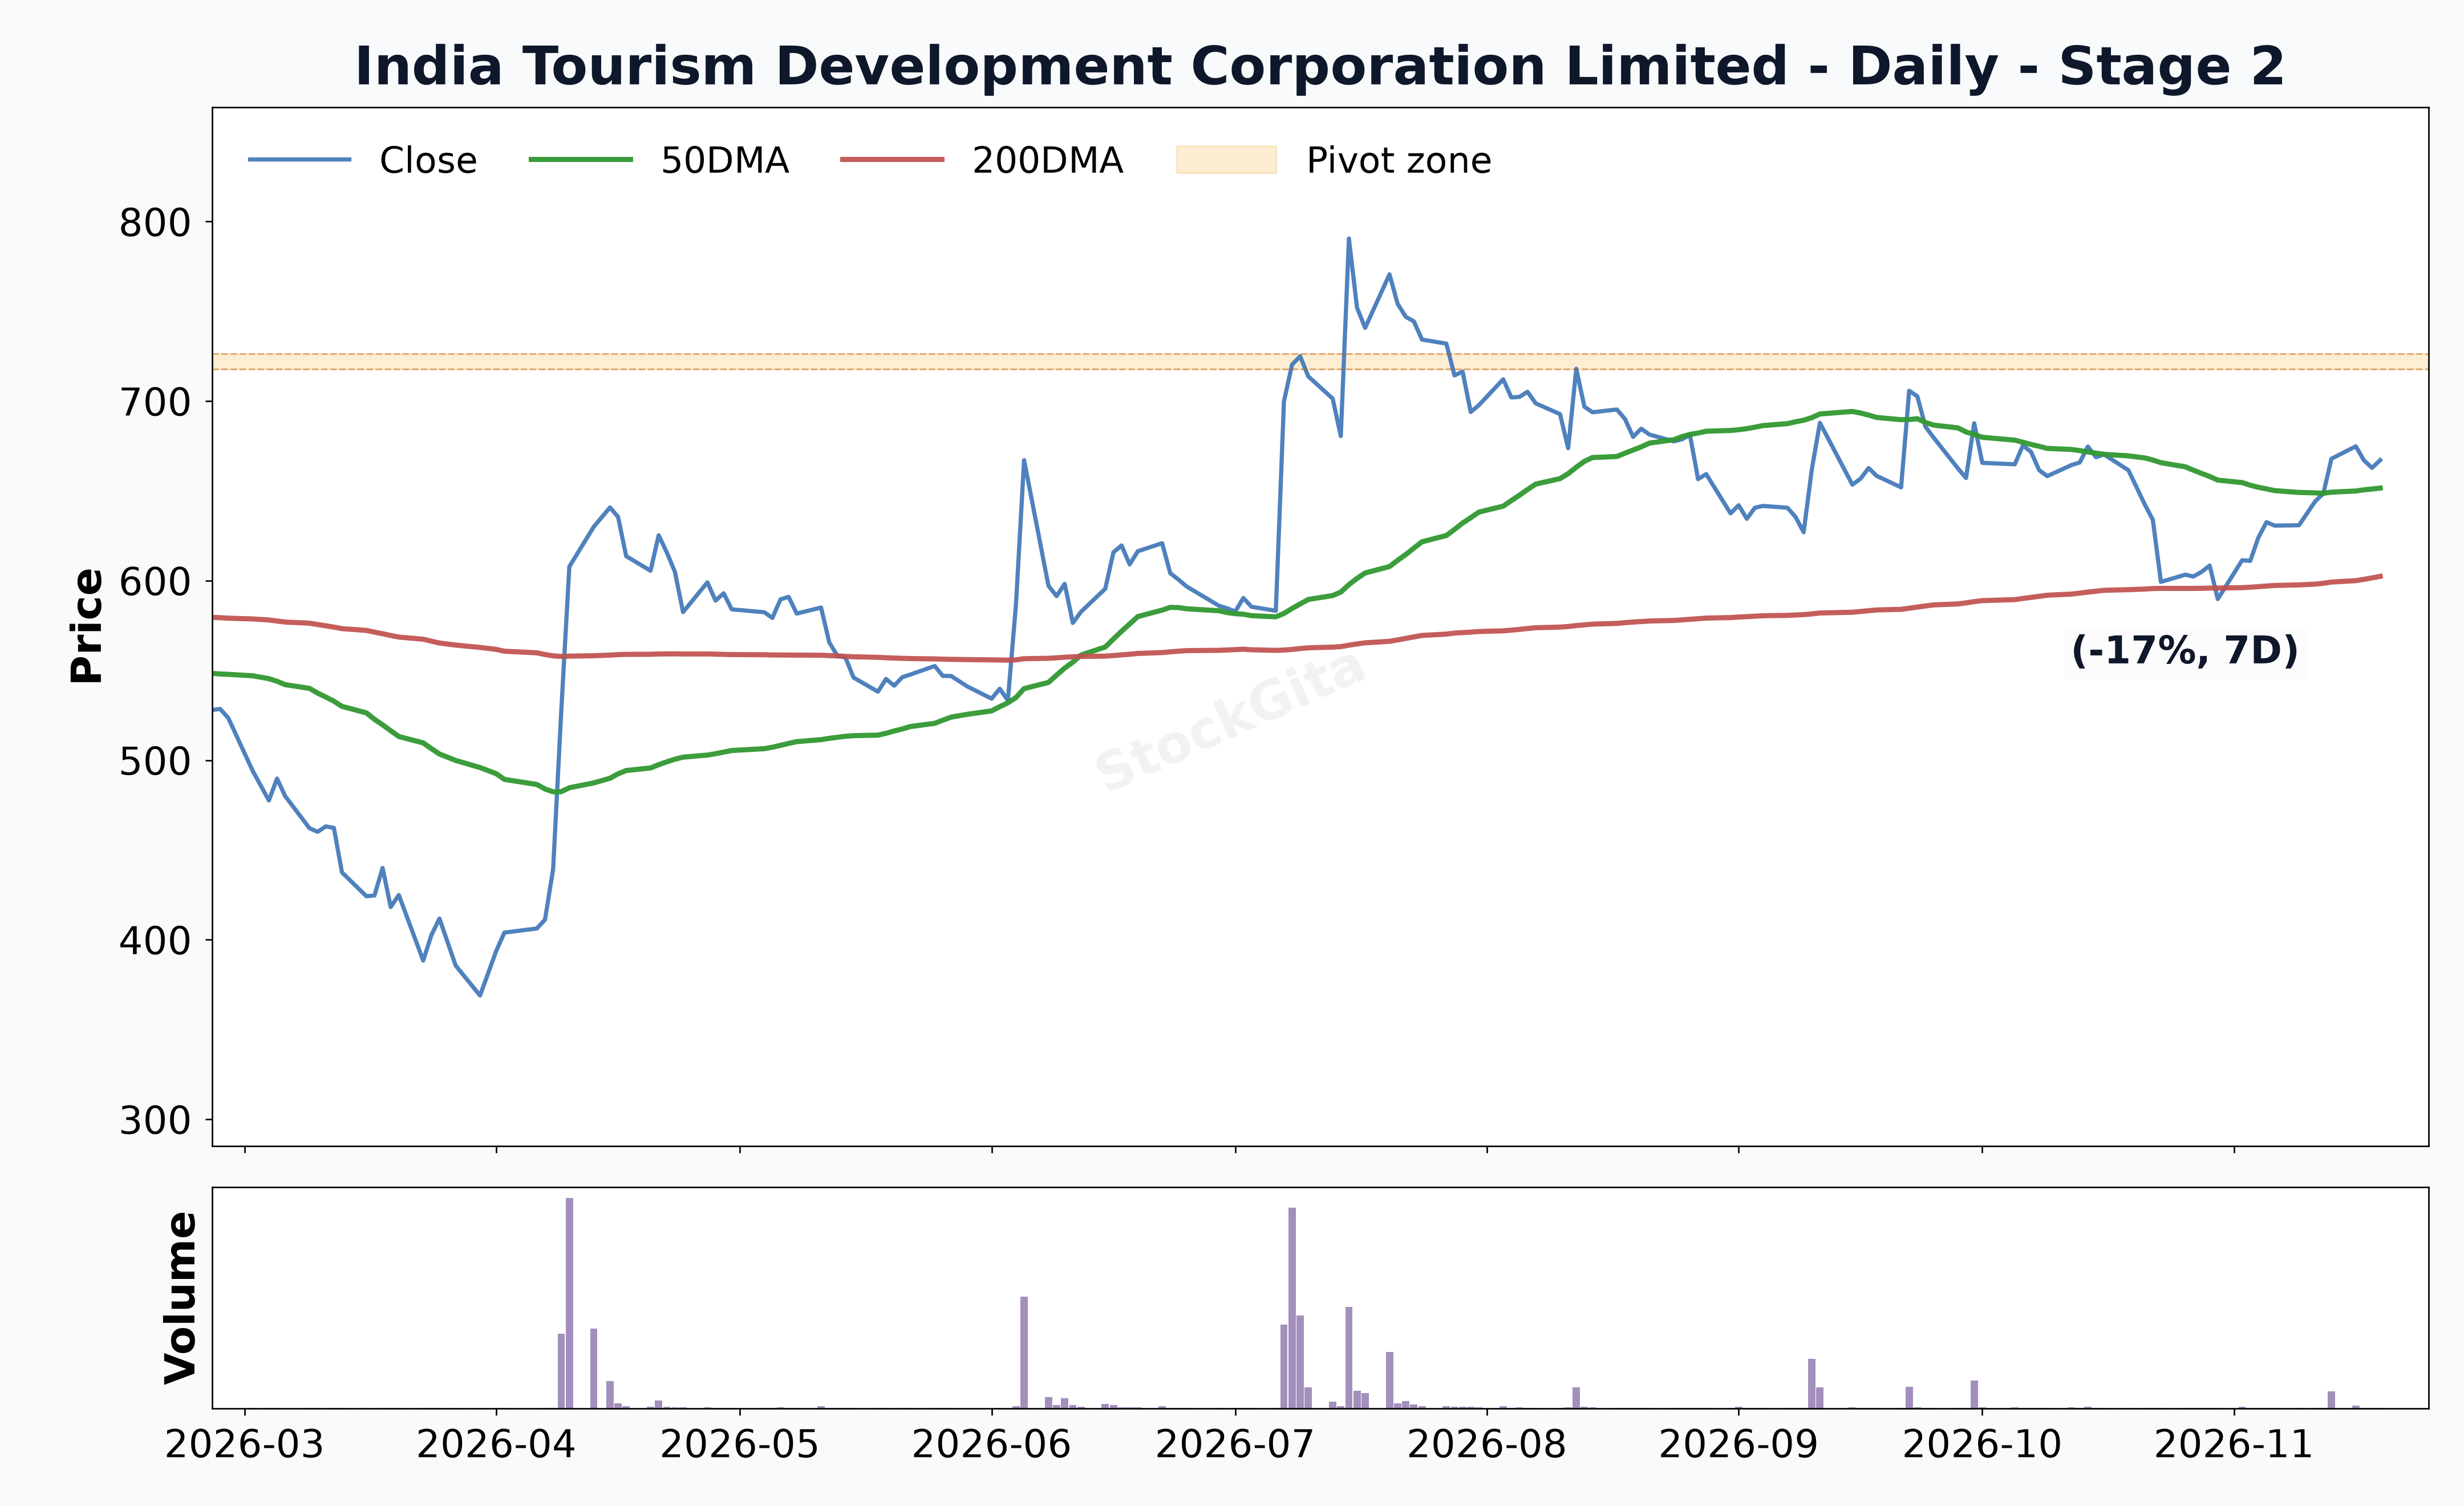 India Tourism Development Corporation Limited - Daily - Stage 2
Close 50DMA 200DMA Pivot zone
800
700
600
500
400
300
Price
(-17%, 7D)
StockGita
Volume
2026-03 2026-04 2026-05 2026-06 2026-07 2026-08 2026-09 2026-10 2026-11